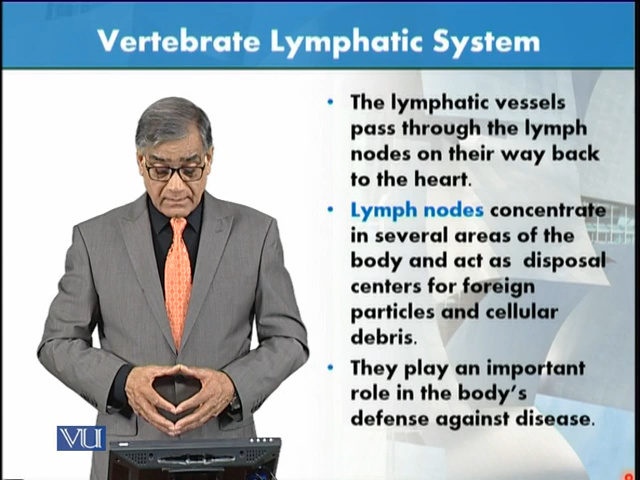 Vertebrate Lymphatic System
• The lymphatic vessels
pass through the lymph
nodes on their way back
to the heart.
• Lymph nodes concentrate
in several areas of the
body and act as disposal
centers for foreign
particles and cellular
debris.
• They play an important
role in the body's
defense against disease.
VU